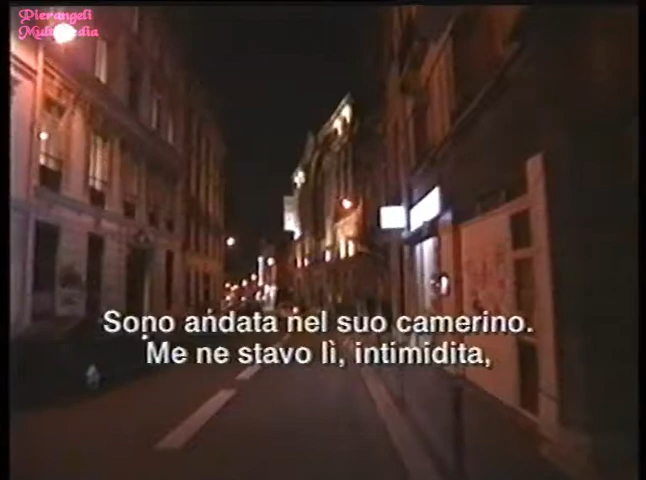 Pierangeli
Multimedia
Sono andata nel suo camerino.
Me ne stavo lì, intimidita,